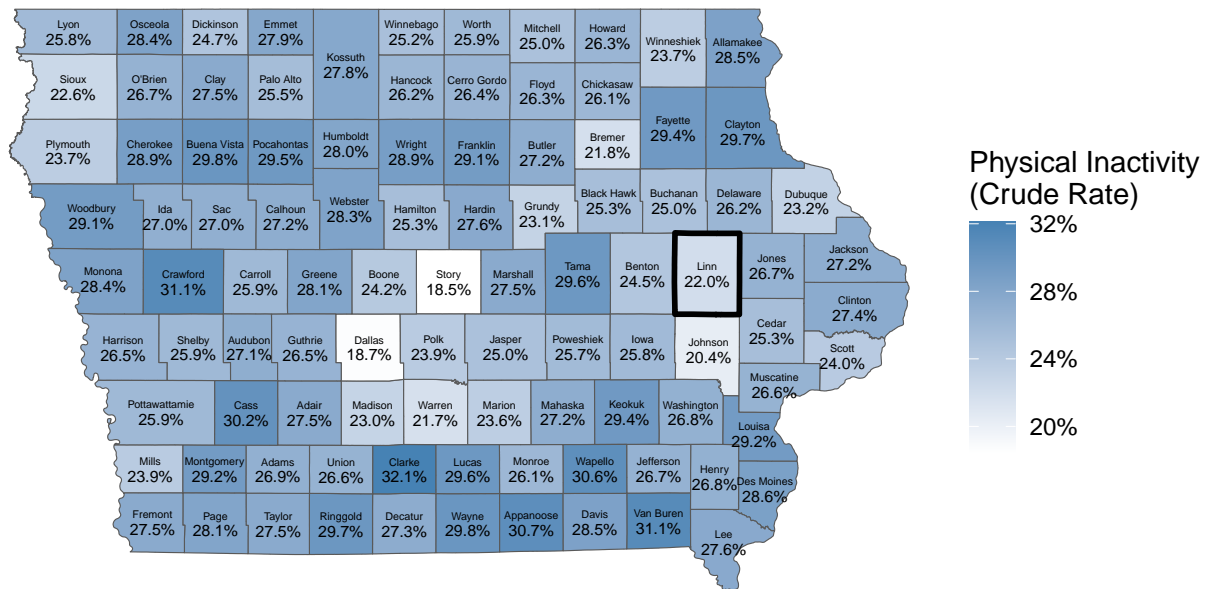 Lyon
25.8%
Osceola
28.4%
Dickinson
24.7%
Emmet
27.9%
Kossuth
27.8%
Winnebago
25.2%
Worth
25.9%
Mitchell
25.0%
Howard
26.3%
Winneshiek
23.7%
Allamakee
28.5%
Sioux
22.6%
O'Brien
26.7%
Clay
27.5%
Palo Alto
25.5%
Hancock
26.2%
Cerro Gordo
26.4%
Floyd
26.3%
Chickasaw
26.1%
Plymouth
23.7%
Cherokee
28.9%
Buena Vista
29.8%
Pocahontas
29.5%
Humboldt
28.0%
Wright
28.9%
Franklin
29.1%
Butler
27.2%
Bremer
21.8%
Fayette
29.4%
Clayton
29.7%
Woodbury
29.1%
Ida
27.0%
Sac
27.0%
Calhoun
27.2%
Webster
28.3%
Hamilton
25.3%
Hardin
27.6%
Grundy
23.1%
Black Hawk
25.3%
Buchanan
25.0%
Delaware
26.2%
Dubuque
23.2%
Monona
28.4%
Crawford
31.1%
Carroll
25.9%
Greene
28.1%
Boone
24.2%
Story
18.5%
Marshall
27.5%
Tama
29.6%
Benton
24.5%
Linn
22.0%
Jones
26.7%
Jackson
27.2%
Clinton
27.4%
Harrison
26.5%
Shelby
25.9%
Audubon
27.1%
Guthrie
26.5%
Dallas
18.7%
Polk
23.9%
Jasper
25.0%
Poweshiek
25.7%
Iowa
25.8%
Johnson
20.4%
Cedar
25.3%
Scott
24.0%
Muscatine
26.6%
Pottawattamie
25.9%
Cass
30.2%
Adair
27.5%
Madison
23.0%
Warren
21.7%
Marion
23.6%
Mahaska
27.2%
Keokuk
29.4%
Washington
26.8%
Louisa
29.2%
Mills
23.9%
Montgomery
29.2%
Adams
26.9%
Union
26.6%
Clarke
32.1%
Lucas
29.6%
Monroe
26.1%
Wapello
30.6%
Jefferson
26.7%
Henry
26.8%
Des Moines
28.6%
Fremont
27.5%
Page
28.1%
Taylor
27.5%
Ringgold
29.7%
Decatur
27.3%
Wayne
29.8%
Appanoose
30.7%
Davis
28.5%
Van Buren
31.1%
Lee
27.6%
Physical Inactivity
(Crude Rate)
32%
28%
24%
20%